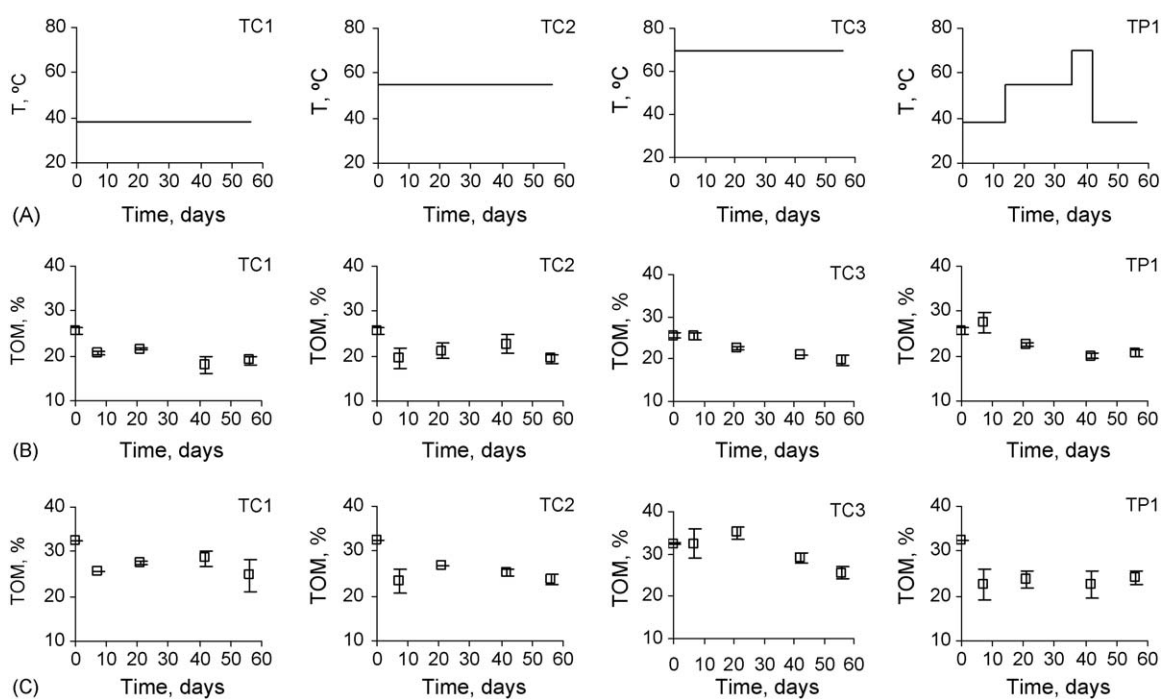 80 TC1 80 TC2 80 TC3 80 TP1
60 60 60 60
T, ºC T, ºC T, ºC T, ºC
40 40 40 40
20 20 20 20
0 10 20 30 40 50 60 0 10 20 30 40 50 60 0 10 20 30 40 50 60 0 10 20 30 40 50 60
(A) Time, days Time, days Time, days Time, days
40 TC1 40 TC2 40 TC3 40 TP1
30 30 30 30
TOM, % TOM, % TOM, % TOM, %
20 20 20 20
10 10 10 10
0 10 20 30 40 50 60 0 10 20 30 40 50 60 0 10 20 30 40 50 60 0 10 20 30 40 50 60
(B) Time, days Time, days Time, days Time, days
40 TC1 40 TC2 40 TC3 40 TP1
30 30 30 30
TOM, % TOM, % TOM, % TOM, %
20 20 20 20
10 10 10 10
0 10 20 30 40 50 60 0 10 20 30 40 50 60 0 10 20 30 40 50 60 0 10 20 30 40 50 60
(C) Time, days Time, days Time, days Time, days